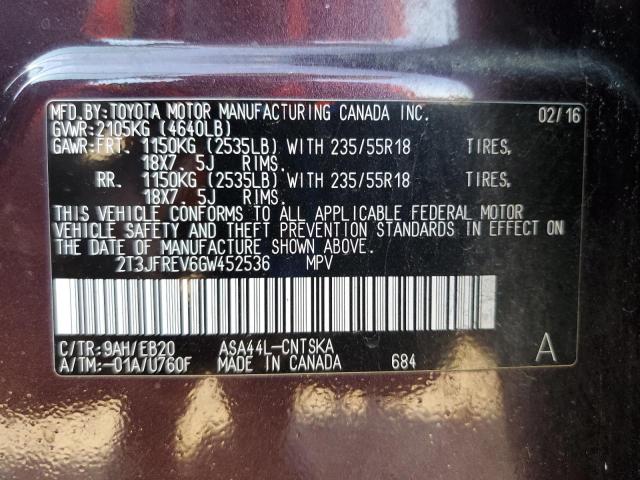 MFD.BY:TOYOTA MOTOR MANUFACTURING CANADA INC. 02/16
GVWR:2105KG (4640LB)
GAWR:FRT. 1150KG (2535LB) WITH 235/55R18 TIRES,
18X7. 5J RIMS.
RR. 1150KG (2535LB) WITH 235/55R18 TIRES,
18X7. 5J RIMS.
THIS VEHICLE CONFORMS TO ALL APPLICABLE FEDERAL MOTOR
VEHICLE SAFETY AND THEFT PREVENTION STANDARDS IN EFFECT ON
THE DATE OF MANUFACTURE SHOWN ABOVE.
2T3JFREV6GW452536 MPV
C/TR:9AH/EB20 ASA44L-CNTSKA A
A/TM:-01A/U760F MADE IN CANADA 684